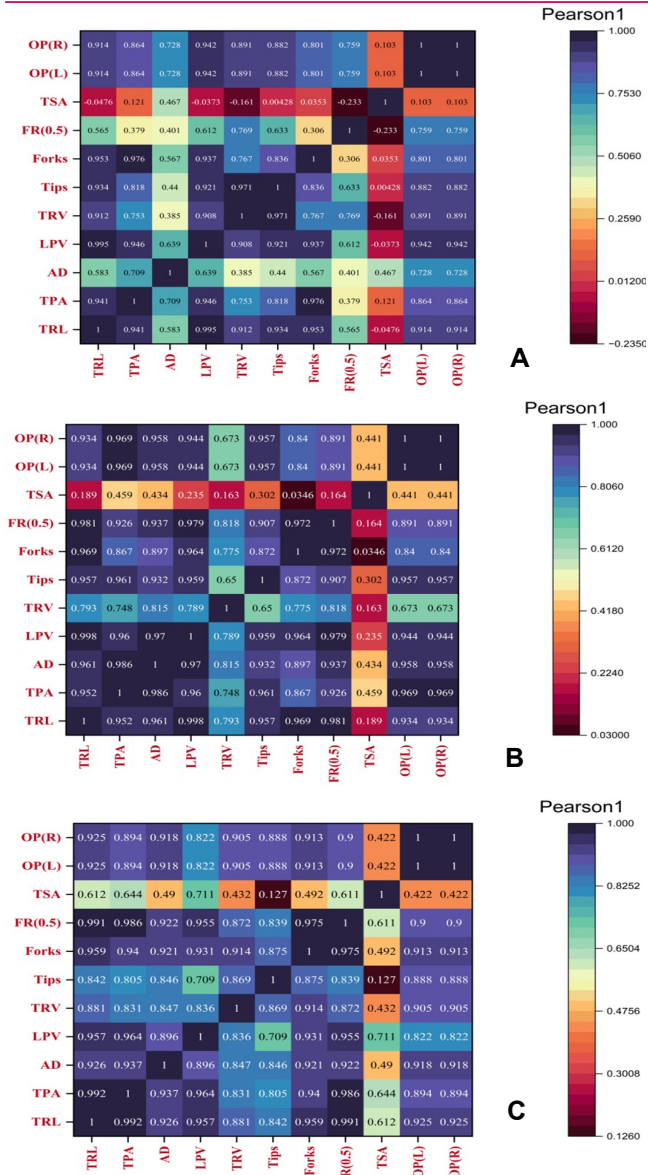 Pearson1
OP(R) 0.914 0.864 0.728 0.942 0.891 0.882 0.801 0.759 0.103 1 1
OP(L) 0.914 0.864 0.728 0.942 0.891 0.882 0.801 0.759 0.103 1 1
TSA -0.0476 0.121 0.467 -0.0373 -0.161 0.00428 0.0353 -0.233 1 0.103 0.103
FR(0.5) 0.565 0.379 0.401 0.612 0.769 0.633 0.306 1 -0.233 0.759 0.759
Forks 0.953 0.976 0.567 0.937 0.767 0.836 1 0.306 0.0353 0.801 0.801
Tips 0.934 0.818 0.44 0.921 0.971 1 0.836 0.633 0.00428 0.882 0.882
TRV 0.912 0.753 0.385 0.908 1 0.971 0.767 0.769 -0.161 0.891 0.891
LPV 0.995 0.946 0.639 1 0.908 0.921 0.937 0.612 -0.0373 0.942 0.942
AD 0.583 0.709 1 0.639 0.385 0.44 0.567 0.401 0.467 0.728 0.728
TPA 0.941 1 0.709 0.946 0.753 0.818 0.976 0.379 0.121 0.864 0.864
TRL 1 0.941 0.583 0.995 0.912 0.934 0.953 0.565 -0.0476 0.914 0.914
TRL TPA AD LPV TRV Tips Forks FR(0.5) TSA OP(L) OP(R)
1.000
0.7530
0.5060
0.2590
0.01200
-0.2350
A
Pearson1
OP(R) 0.934 0.969 0.958 0.944 0.673 0.957 0.84 0.891 0.441 1 1
OP(L) 0.934 0.969 0.958 0.944 0.673 0.957 0.84 0.891 0.441 1 1
TSA 0.189 0.459 0.434 0.235 0.163 0.302 0.0346 0.164 1 0.441 0.441
FR(0.5) 0.981 0.926 0.937 0.979 0.818 0.907 0.972 1 0.164 0.891 0.891
Forks 0.969 0.867 0.897 0.964 0.775 0.872 1 0.972 0.0346 0.84 0.84
Tips 0.957 0.961 0.932 0.959 0.65 1 0.872 0.907 0.302 0.957 0.957
TRV 0.793 0.748 0.815 0.789 1 0.65 0.775 0.818 0.163 0.673 0.673
LPV 0.998 0.96 0.97 1 0.789 0.959 0.964 0.979 0.235 0.944 0.944
AD 0.961 0.986 1 0.97 0.815 0.932 0.897 0.937 0.434 0.958 0.958
TPA 0.952 1 0.986 0.96 0.748 0.961 0.867 0.926 0.459 0.969 0.969
TRL 1 0.952 0.961 0.998 0.793 0.957 0.969 0.981 0.189 0.934 0.934
TRL TPA AD LPV TRV Tips Forks FR(0.5) TSA OP(L) OP(R)
1.000
0.8060
0.6120
0.4180
0.2240
0.03000
B
Pearson1
OP(R) 0.925 0.894 0.918 0.822 0.905 0.888 0.913 0.9 0.422 1 1
OP(L) 0.925 0.894 0.918 0.822 0.905 0.888 0.913 0.9 0.422 1 1
TSA 0.612 0.644 0.49 0.711 0.432 0.127 0.492 0.611 1 0.422 0.422
FR(0.5) 0.991 0.986 0.922 0.955 0.872 0.839 0.975 1 0.611 0.9 0.9
Forks 0.959 0.94 0.921 0.931 0.914 0.875 1 0.975 0.492 0.913 0.913
Tips 0.842 0.805 0.846 0.709 0.869 1 0.875 0.839 0.127 0.888 0.888
TRV 0.881 0.831 0.847 0.836 1 0.869 0.914 0.872 0.432 0.905 0.905
LPV 0.957 0.964 0.896 1 0.836 0.709 0.931 0.955 0.711 0.822 0.822
AD 0.926 0.937 1 0.896 0.847 0.846 0.921 0.922 0.49 0.918 0.918
TPA 0.992 1 0.937 0.964 0.831 0.805 0.94 0.986 0.644 0.894 0.894
TRL 1 0.992 0.926 0.957 0.881 0.842 0.959 0.991 0.612 0.925 0.925
TRL TPA AD LPV TRV Tips Forks FR(0.5) TSA
1.000
0.8252
0.6504
0.4756
0.3008
0.1260
C